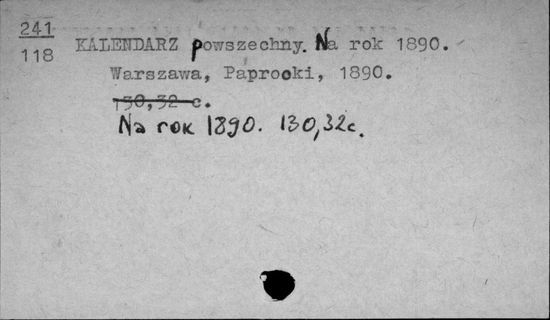 241
118
KALENDARZ powszechny. Na rok 1890.
Warszawa, Paprocki, 1890.
130,32 c.
Na rok 1890. 130,32c.